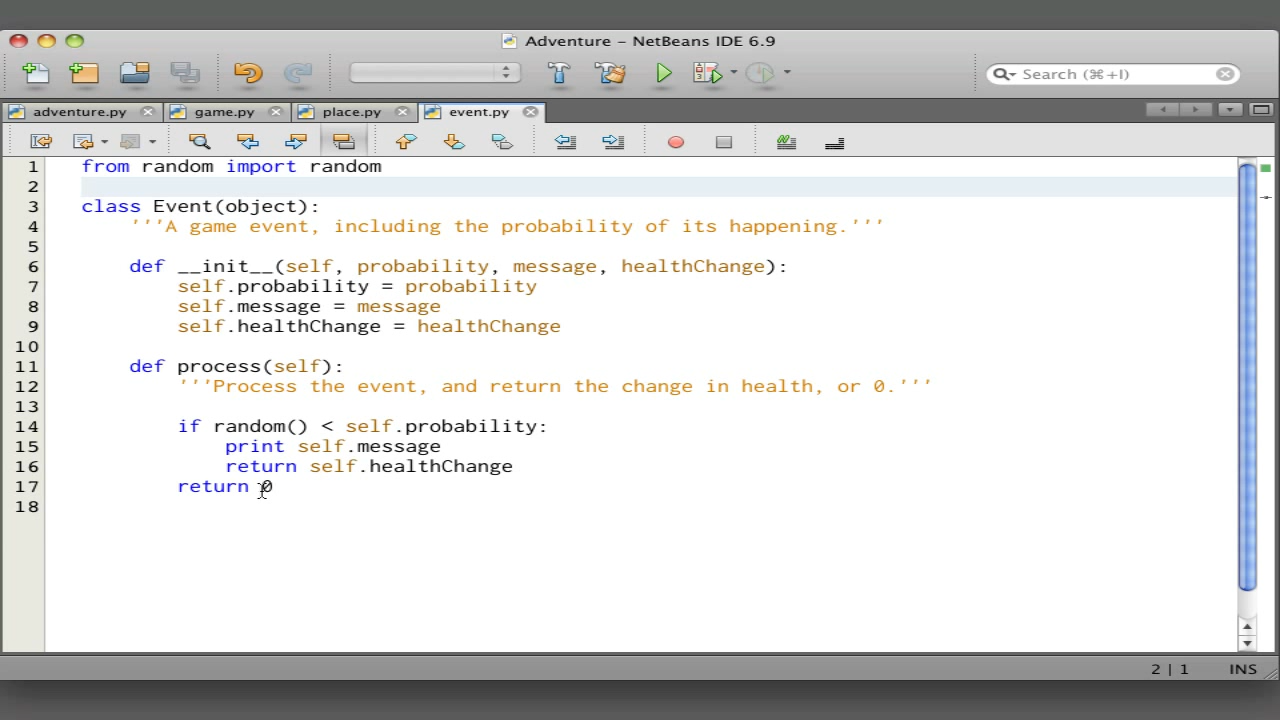 Adventure – NetBeans IDE 6.9
Search (⌘+I)
adventure.py game.py place.py event.py
1 from random import random
2
3 class Event(object):
4     '''A game event, including the probability of its happening.'''
5
6     def __init__(self, probability, message, healthChange):
7         self.probability = probability
8         self.message = message
9         self.healthChange = healthChange
10
11     def process(self):
12         '''Process the event, and return the change in health, or 0.'''
13
14         if random() < self.probability:
15             print self.message
16             return self.healthChange
17         return 0
18
2 | 1 INS